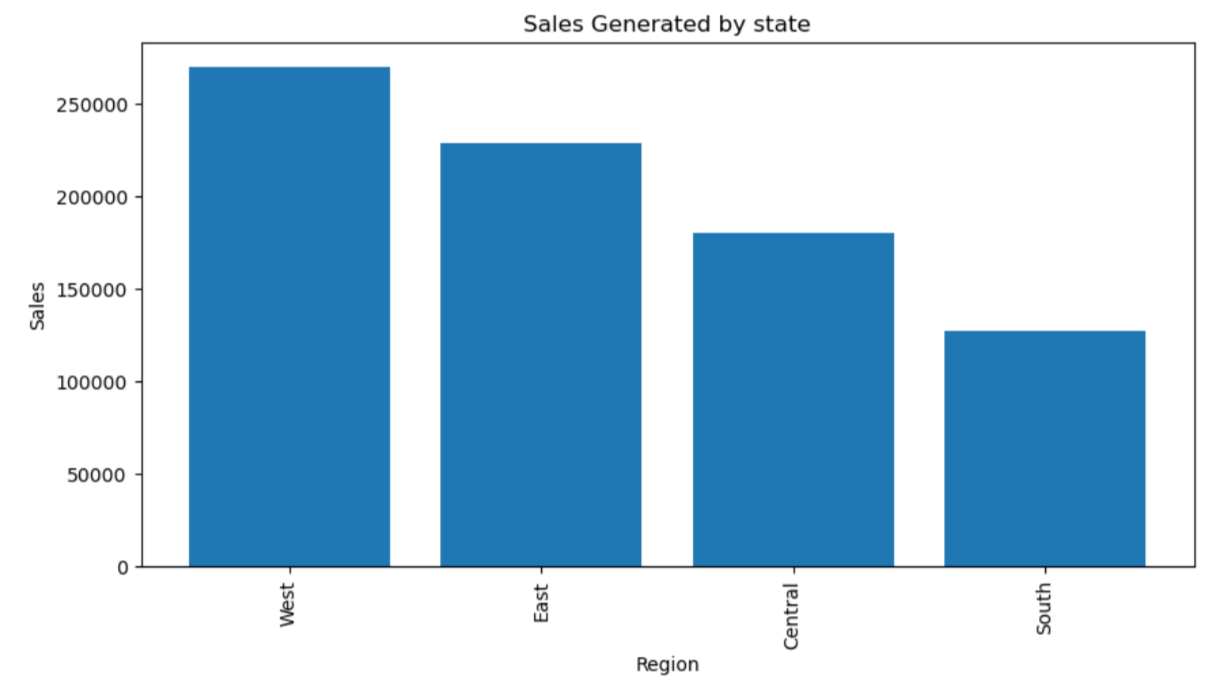 Sales Generated by state
Sales
250000
200000
150000
100000
50000
0
West
East
Central
South
Region